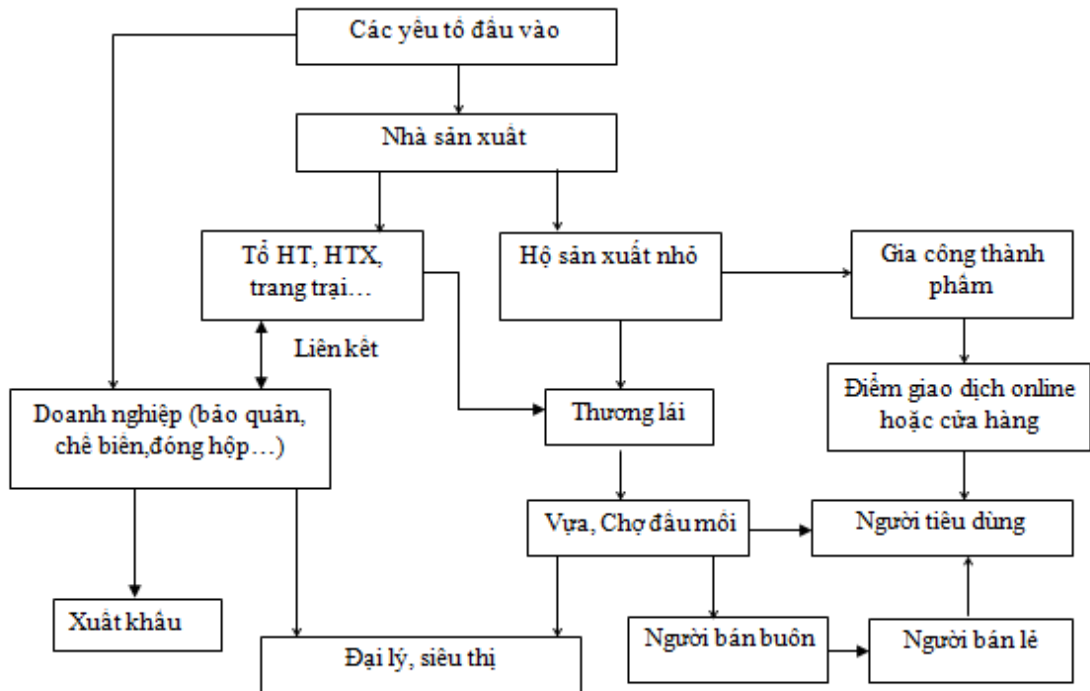 Các yếu tố đầu vào
Nhà sản xuất
Tổ HT, HTX,
trang trại…
Hộ sản xuất nhỏ
Gia công thành
phẩm
Liên kết
Doanh nghiệp (bảo quản,
chế biến,đóng hộp…)
Thương lái
Điểm giao dịch online
hoặc cửa hàng
Vựa, Chợ đầu mối
Người tiêu dùng
Xuất khẩu
Đại lý, siêu thị
Người bán buôn
Người bán lẻ